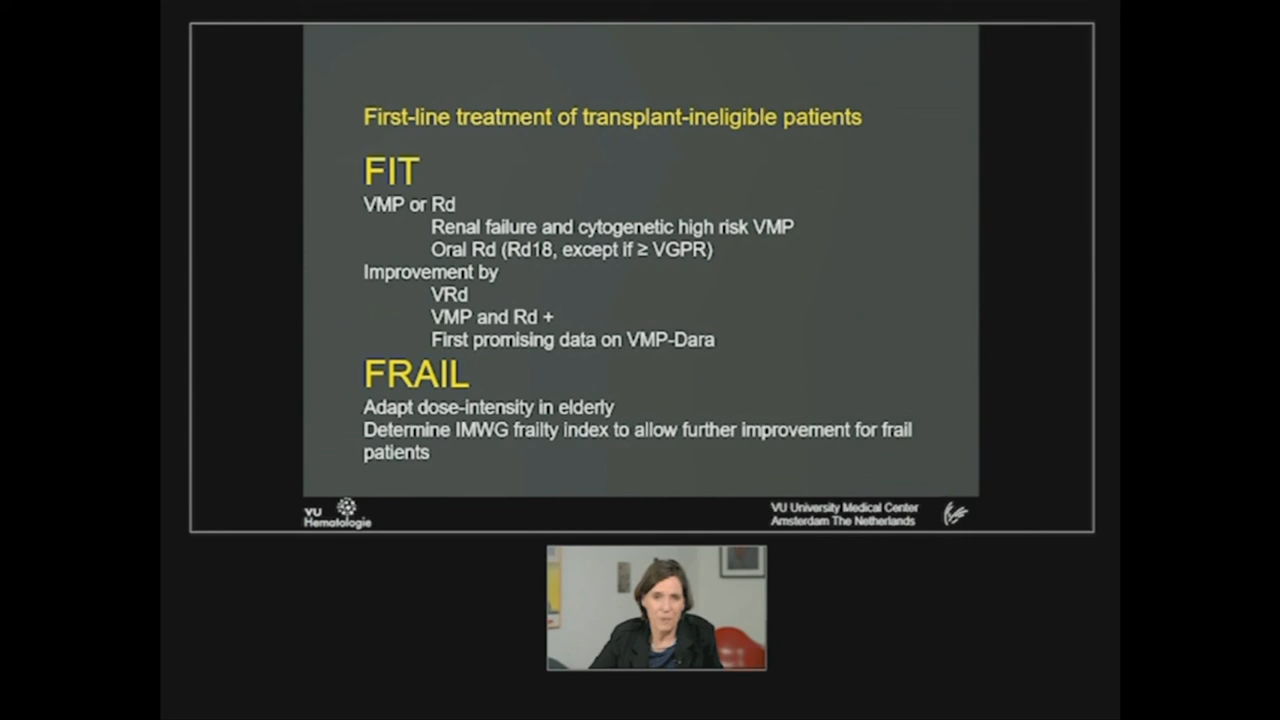 First-line treatment of transplant-ineligible patients
FIT
VMP or Rd
Renal failure and cytogenetic high risk VMP
Oral Rd (Rd18, except if ≥ VGPR)
Improvement by
VRd
VMP and Rd +
First promising data on VMP-Dara
FRAIL
Adapt dose-intensity in elderly
Determine IMWG frailty index to allow further improvement for frail
patients
VU
Hematologie
VU University Medical Center
Amsterdam The Netherlands